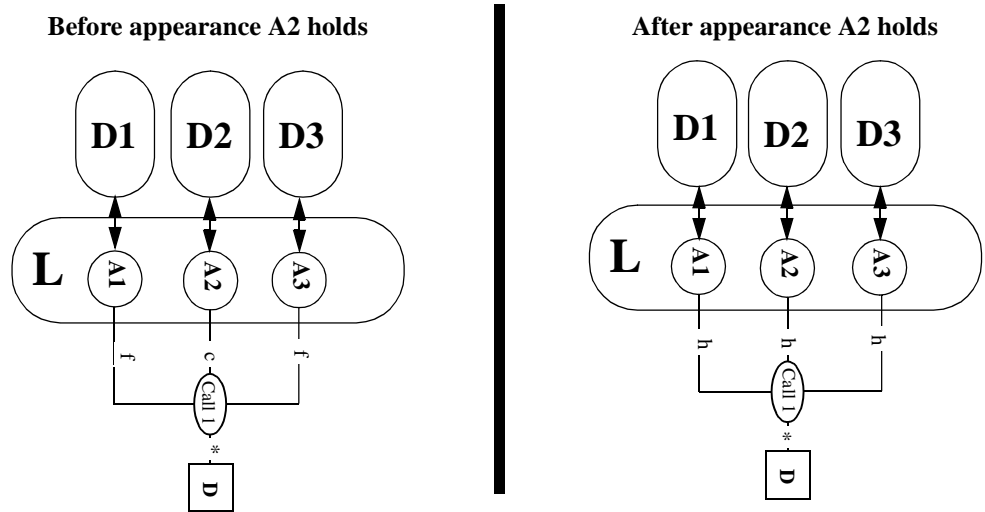 Before appearance A2 holds
D1 D2 D3
L A1 A2 A3
f c f
Call 1
*
D
After appearance A2 holds
D1 D2 D3
L A1 A2 A3
h h h
Call 1
*
D